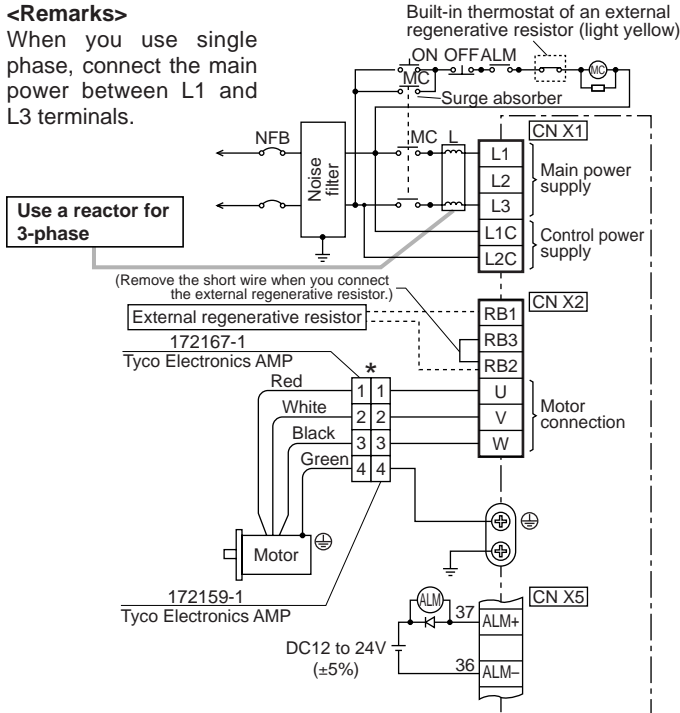 <Remarks>
When you use single
phase, connect the main
power between L1 and
L3 terminals.
Built-in thermostat of an external
regenerative resistor (light yellow)
ON OFF ALM
MC
MC
Surge absorber
NFB
Noise
filter
MC L
CN X1
L1
L2
L3
L1C
L2C
Main power
supply
Control power
supply
Use a reactor for
3-phase
(Remove the short wire when you connect
the external regenerative resistor.)
External regenerative resistor
CN X2
RB1
RB3
RB2
U
V
W
Motor
connection
172167-1
Tyco Electronics AMP
*
Red
White
Black
Green
1 1
2 2
3 3
4 4
Motor
172159-1
Tyco Electronics AMP
CN X5
ALM
37
ALM+
DC12 to 24V
(±5%)
36
ALM–